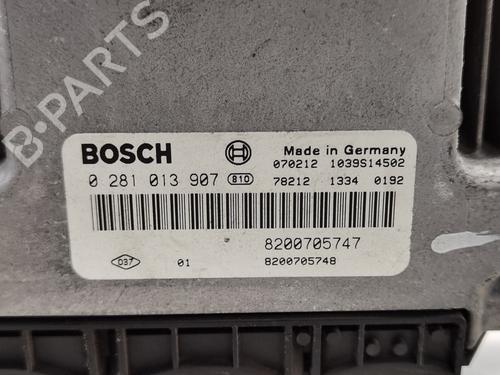 B-PARTS
BOSCH
Made in Germany
070212 1039S14502
0 281 013 907 810
78212 1334 0192
8200705747
037 01 8200705748